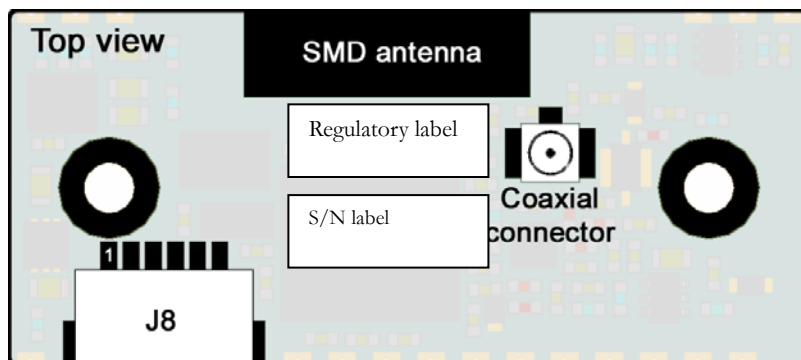 Top view
SMD antenna
Regulatory label
S/N label
Coaxial
connector
1
J8